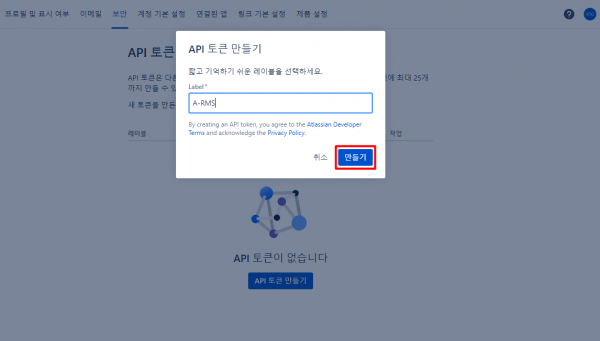 프로필 및 표시 여부 이메일 보안 계정 기본 설정 연결된 앱 링크 기본 설정 제품 설정
API 토큰
API 토큰 만들기
짧고 기억하기 쉬운 레이블을 선택하세요.
API 토큰은 다른
최대 25개
까지 만들 수 있
Label *
새 토큰를 만든
A-RMS
By creating an API token, you agree to the Atlassian Developer
Terms and acknowledge the Privacy Policy.
레이블
작업
취소 만들기
API 토큰이 없습니다
API 토큰 만들기